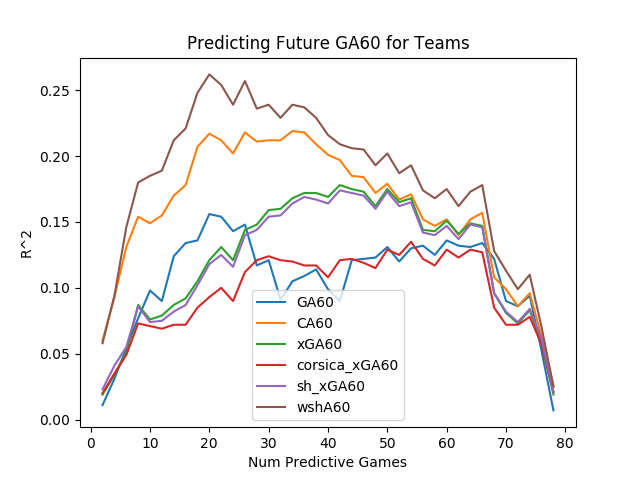 Predicting Future GA60 for Teams
R^2
0.25
0.20
0.15
0.10
0.05
0.00
GA60
CA60
xGA60
corsica_xGA60
sh_xGA60
wshA60
0 10 20 30 40 50 60 70 80
Num Predictive Games